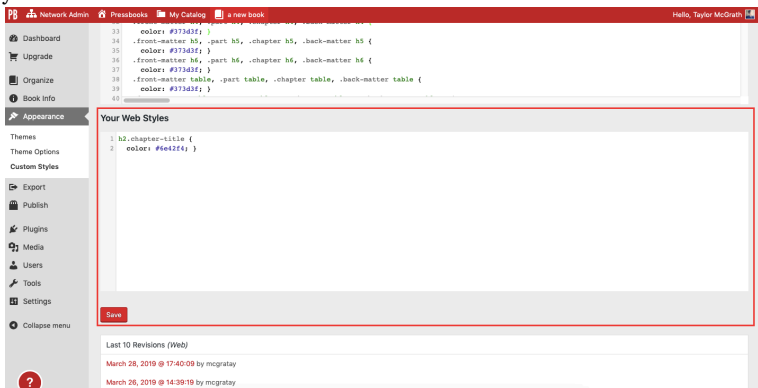 y
PB Network Admin Pressbooks My Catalog a new book Hello, Taylor McGrath
Dashboard
Upgrade
Organize
Book Info
Appearance
Themes
Theme Options
Custom Styles
Export
Publish
Plugins
Media
Users
Tools
Settings
Collapse menu
?
33 color: #373d3f; }
34 .front-matter h5, .part h5, .chapter h5, .back-matter h5 {
35 color: #373d3f; }
36 .front-matter h6, .part h6, .chapter h6, .back-matter h6 {
37 color: #373d3f; }
38 .front-matter table, .part table, .chapter table, .back-matter table {
39 color: #373d3f; }
40
Your Web Styles
1 h2.chapter-title {
2 color: #6e42f4; }
Save
Last 10 Revisions (Web)
March 28, 2019 @ 17:40:09 by mcgratay
March 26, 2019 @ 14:39:19 by mcgratay